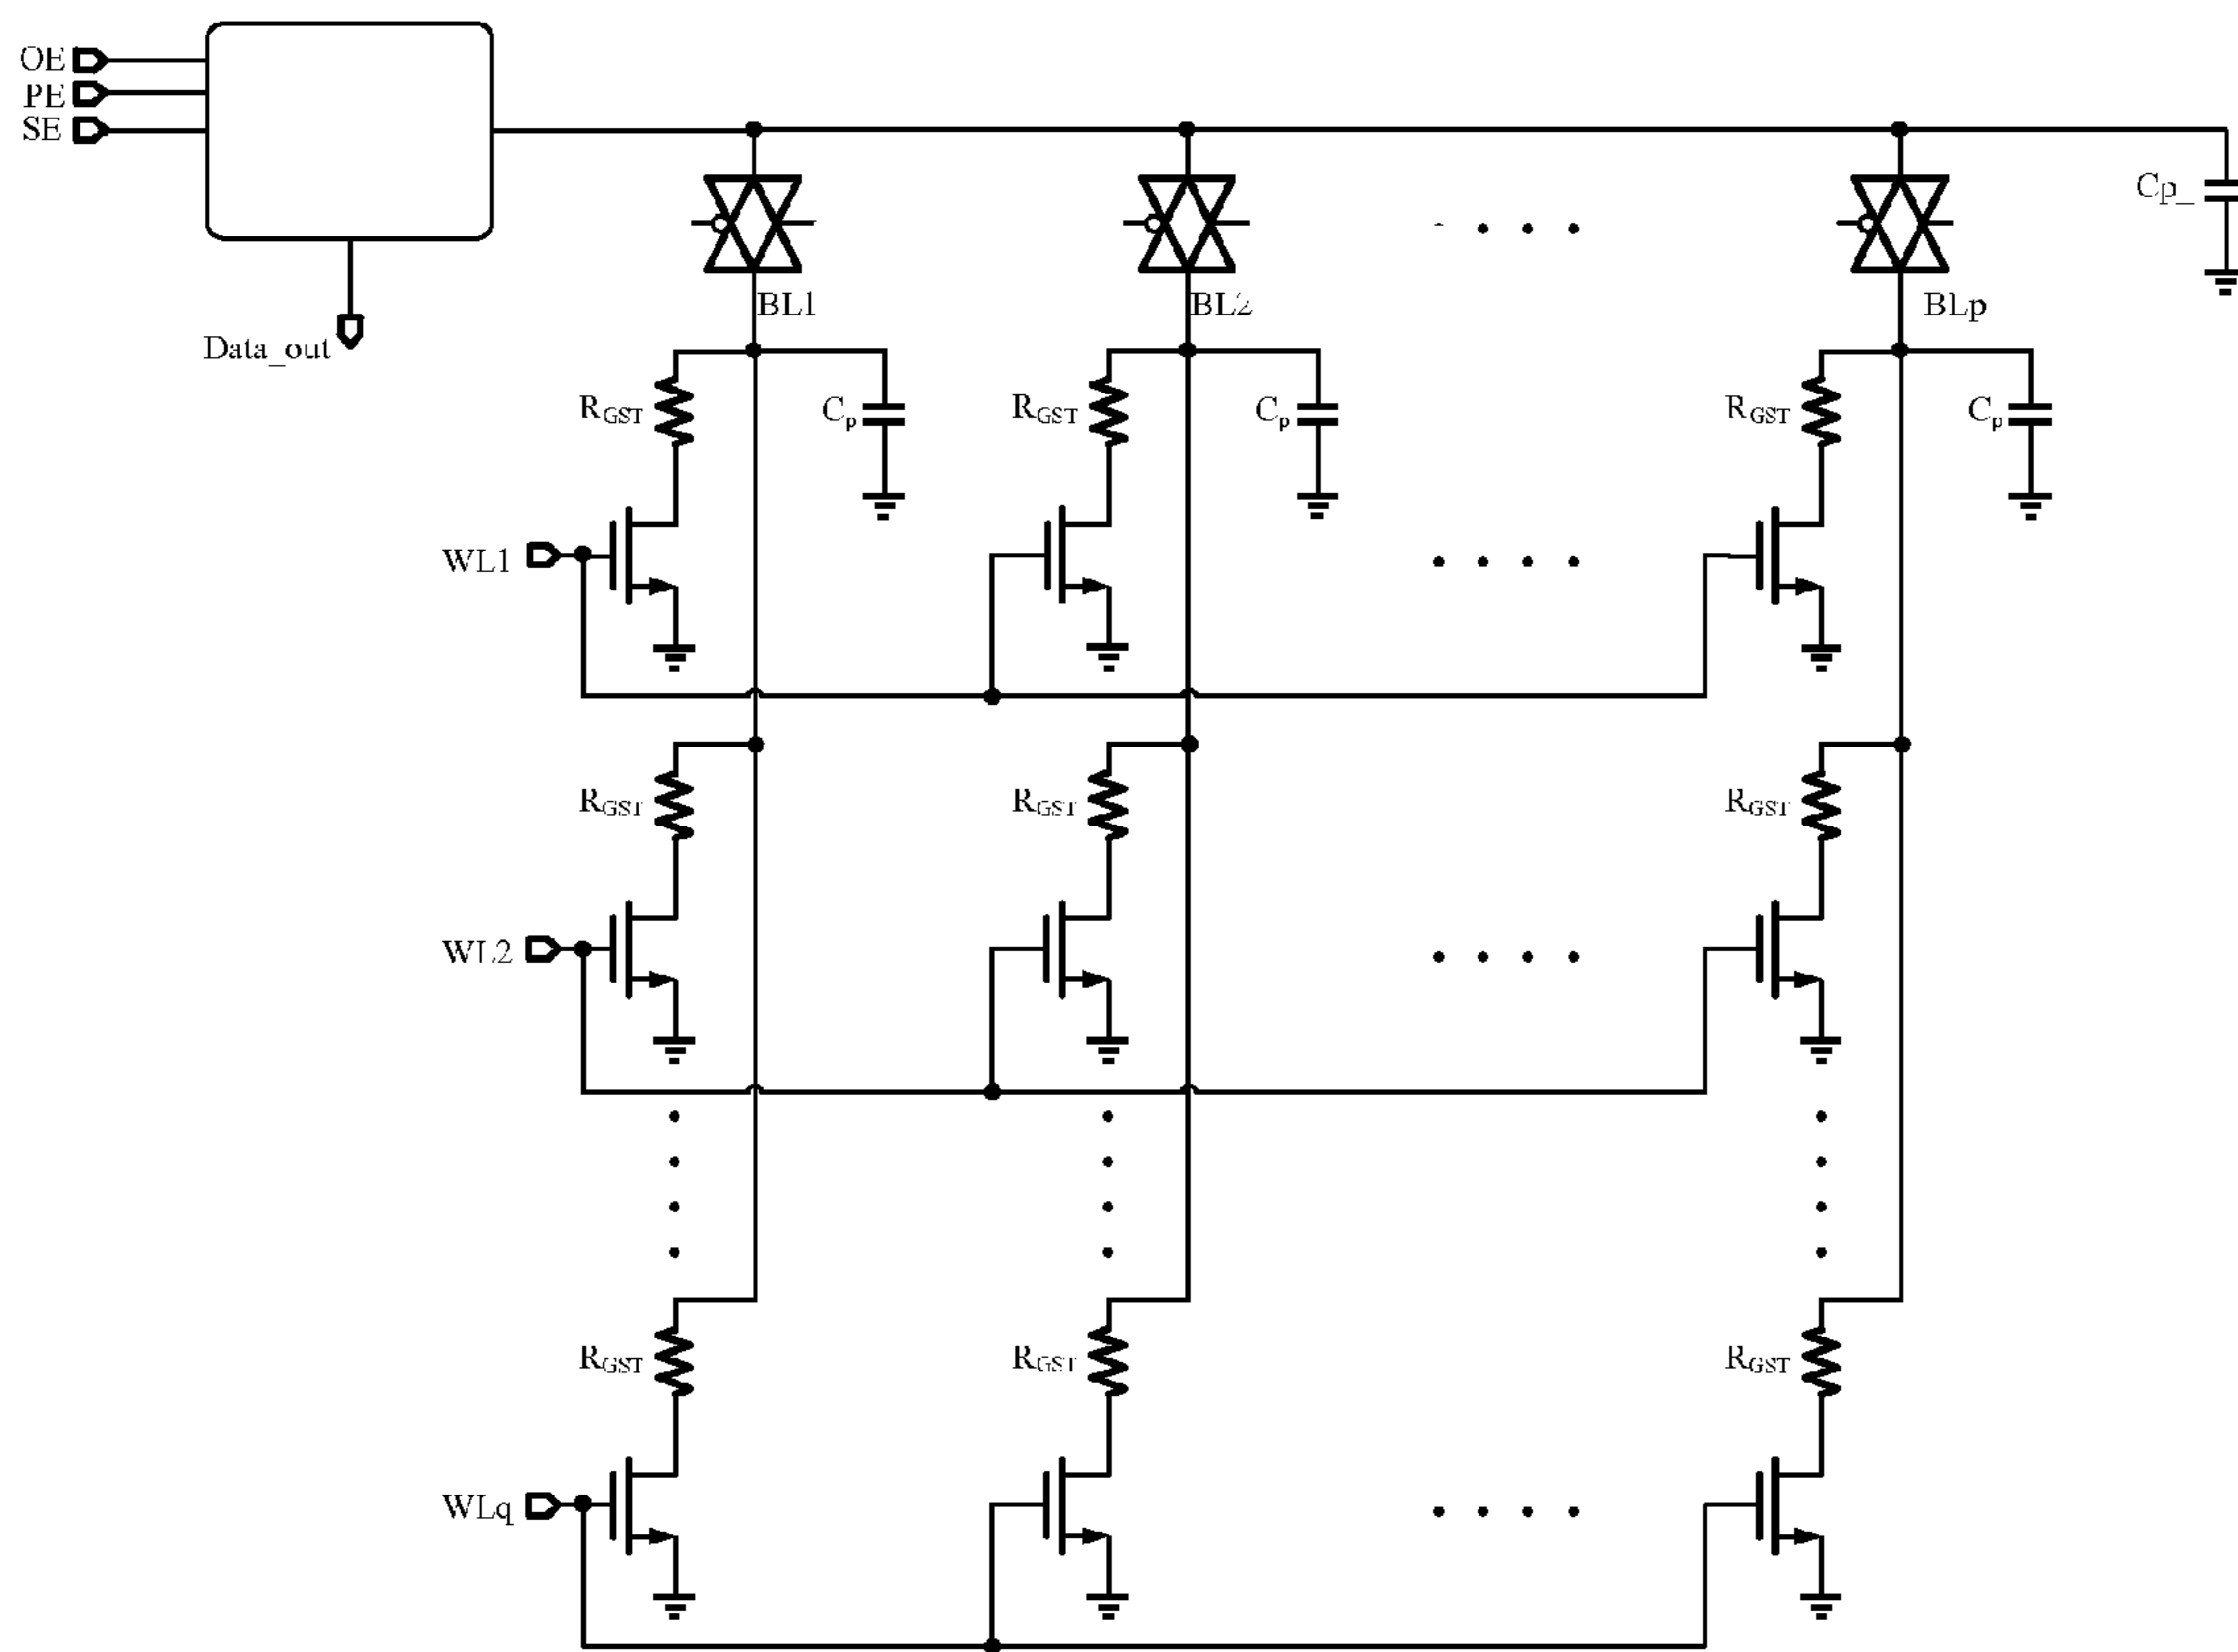 OE
PE
SE
Cp_
BL1
BL2
BLp
Data_out
RGST
Cp
RGST
Cp
RGST
Cp
WL1
RGST
RGST
RGST
WL2
RGST
RGST
RGST
WLq